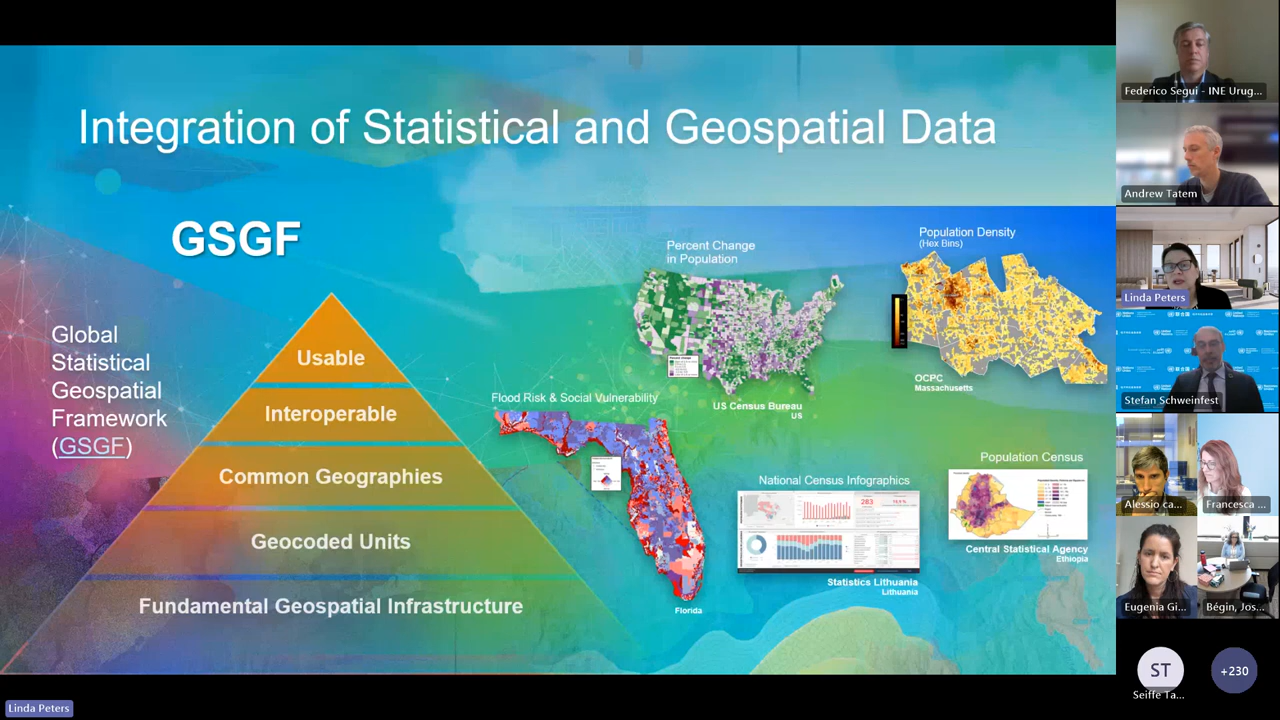 Integration of Statistical and Geospatial Data
GSGF
Global
Statistical
Geospatial
Framework
(GSGF)
Usable
Interoperable
Common Geographies
Geocoded Units
Fundamental Geospatial Infrastructure
Percent Change
in Population
US Census Bureau
US
Population Density
(Hex Bins)
OCPC
Massachusetts
Flood Risk & Social Vulnerability
Florida
National Census Infographics
283
Statistics Lithuania
Lithuania
Population Census
Central Statistical Agency
Ethiopia
Federico Segui - INE Urug...
Andrew Tatem
Linda Peters
Stefan Schweinfest
Alessio ca...
Francesca ...
Eugenia Gi...
Bégin, Jos...
ST
Seiffe Ta...
+230
Linda Peters